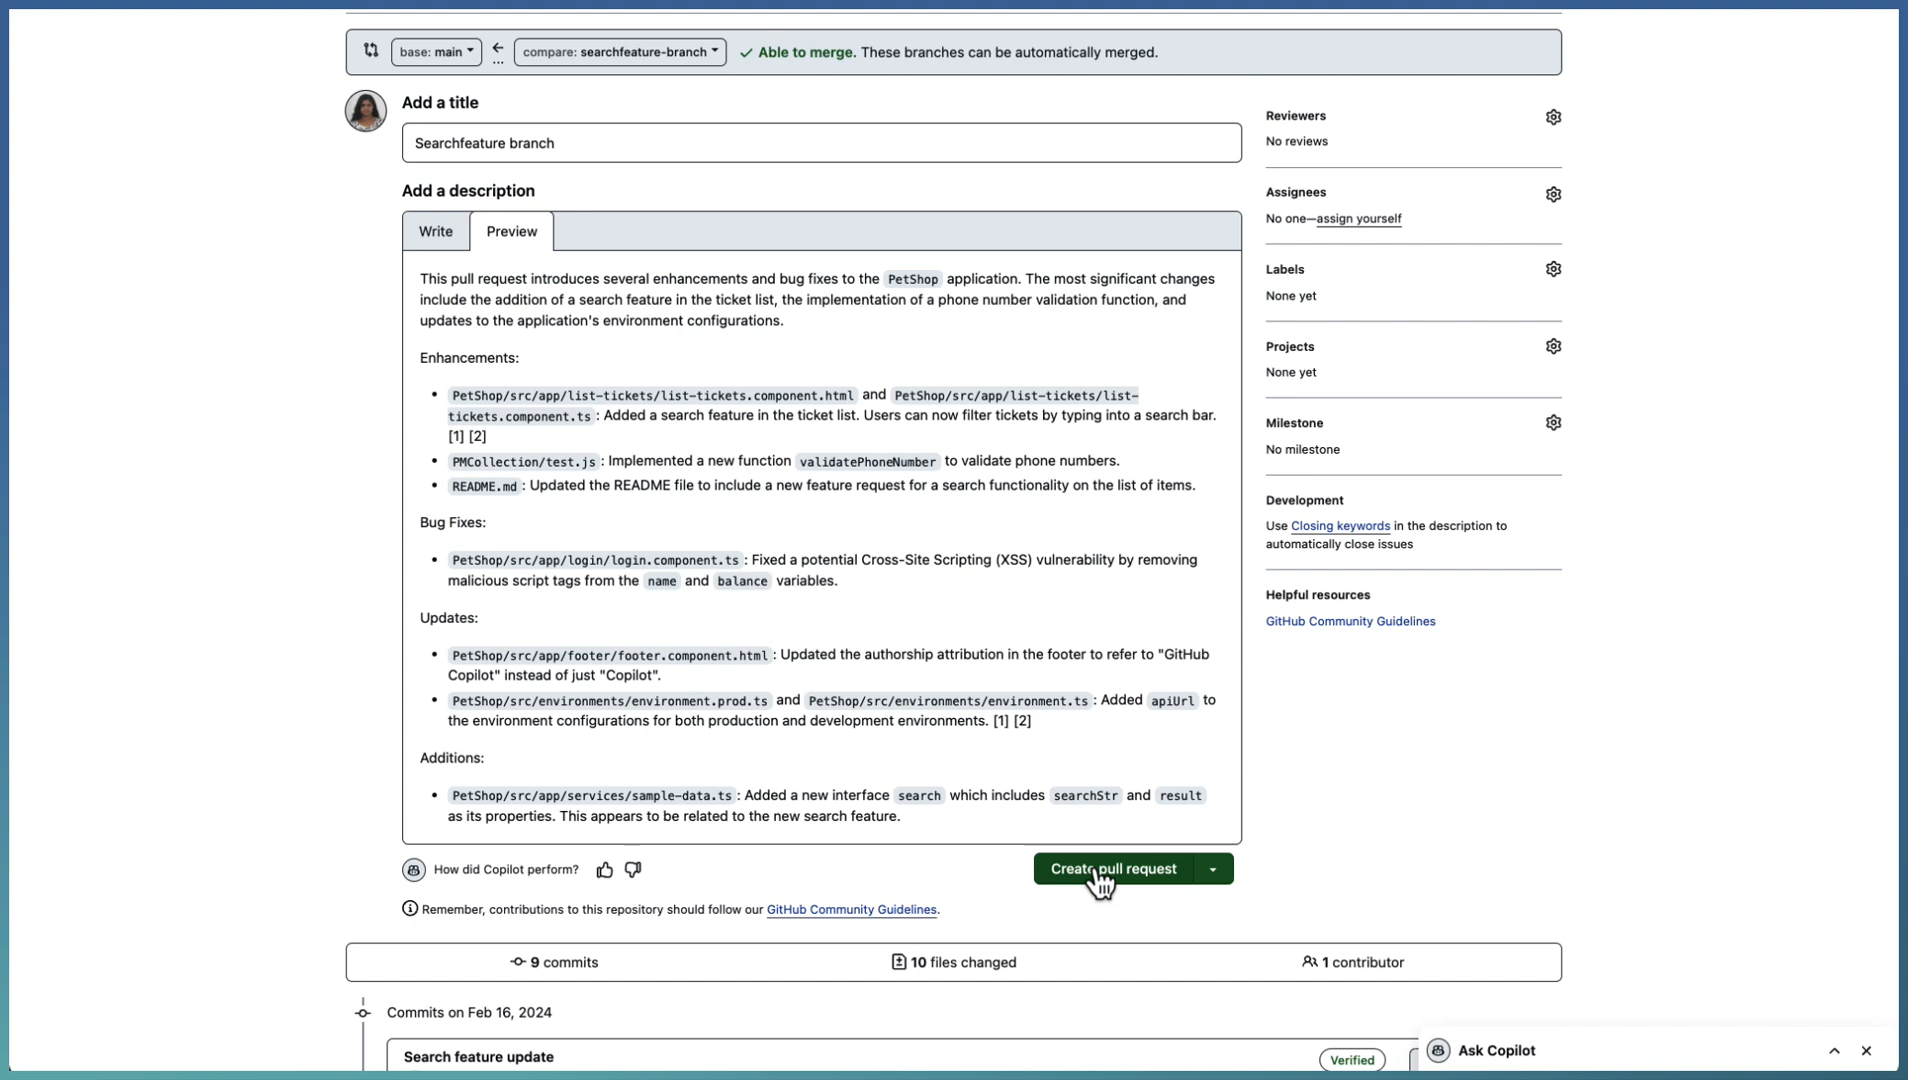 base: main
compare: searchfeature-branch
Able to merge. These branches can be automatically merged.
Add a title
Searchfeature branch
Add a description
Write
Preview
This pull request introduces several enhancements and bug fixes to the PetShop application. The most significant changes
include the addition of a search feature in the ticket list, the implementation of a phone number validation function, and
updates to the application's environment configurations.
Enhancements:
• PetShop/src/app/list-tickets/list-tickets.component.html and PetShop/src/app/list-tickets/list-
tickets.component.ts : Added a search feature in the ticket list. Users can now filter tickets by typing into a search bar.
[1] [2]
• PMCollection/test.js : Implemented a new function validatePhoneNumber to validate phone numbers.
• README.md : Updated the README file to include a new feature request for a search functionality on the list of items.
Bug Fixes:
• PetShop/src/app/login/login.component.ts : Fixed a potential Cross-Site Scripting (XSS) vulnerability by removing
malicious script tags from the name and balance variables.
Updates:
• PetShop/src/app/footer/footer.component.html : Updated the authorship attribution in the footer to refer to "GitHub
Copilot" instead of just "Copilot".
• PetShop/src/environments/environment.prod.ts and PetShop/src/environments/environment.ts : Added apiUrl to
the environment configurations for both production and development environments. [1] [2]
Additions:
• PetShop/src/app/services/sample-data.ts : Added a new interface search which includes searchStr and result
as its properties. This appears to be related to the new search feature.
How did Copilot perform?
Create pull request
Remember, contributions to this repository should follow our GitHub Community Guidelines.
Reviewers
No reviews
Assignees
No one—assign yourself
Labels
None yet
Projects
None yet
Milestone
No milestone
Development
Use Closing keywords in the description to
automatically close issues
Helpful resources
GitHub Community Guidelines
9 commits
10 files changed
1 contributor
Commits on Feb 16, 2024
Search feature update
Verified
Ask Copilot